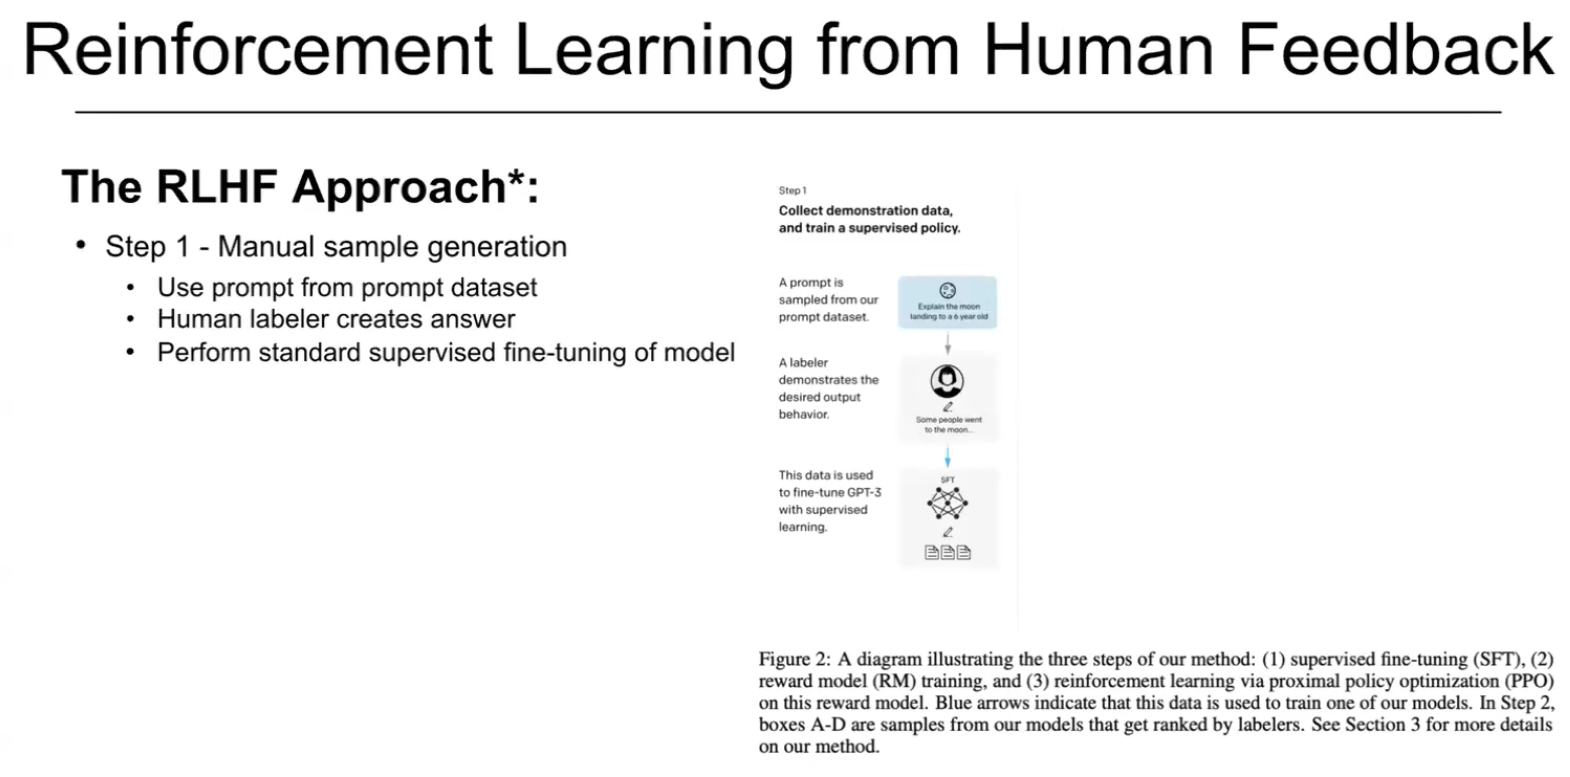 Reinforcement Learning from Human Feedback
The RLHF Approach*:
• Step 1 - Manual sample generation
• Use prompt from prompt dataset
• Human labeler creates answer
• Perform standard supervised fine-tuning of model
Step 1
Collect demonstration data,
and train a supervised policy.
A prompt is
sampled from our
prompt dataset.
Explain the moon
landing to a 6 year old
A labeler
demonstrates the
desired output
behavior.
Some people went
to the moon...
This data is used
to fine-tune GPT-3
with supervised
learning.
SFT
Figure 2: A diagram illustrating the three steps of our method: (1) supervised fine-tuning (SFT), (2)
reward model (RM) training, and (3) reinforcement learning via proximal policy optimization (PPO)
on this reward model. Blue arrows indicate that this data is used to train one of our models. In Step 2,
boxes A-D are samples from our models that get ranked by labelers. See Section 3 for more details
on our method.